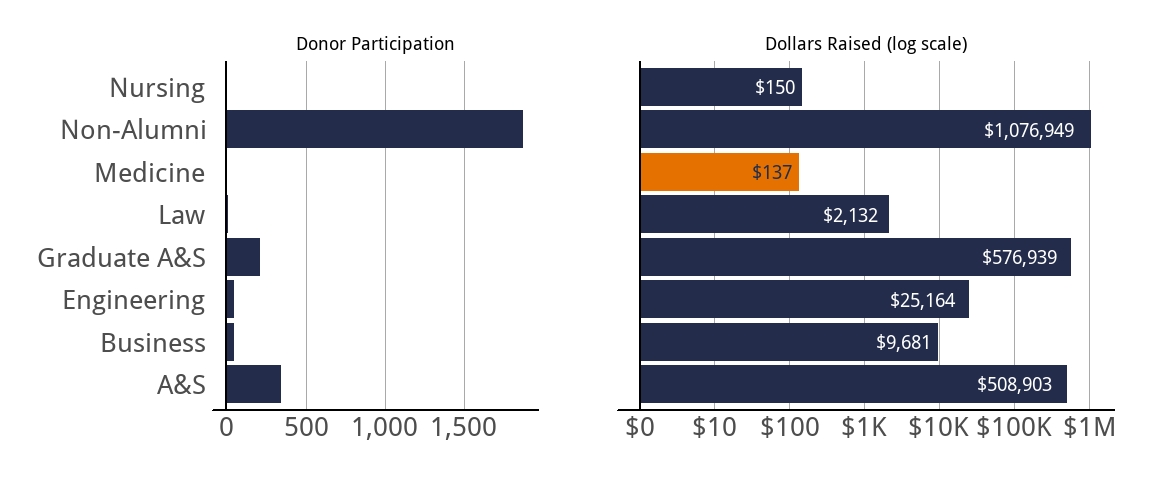 Donor Participation
Dollars Raised (log scale)
Nursing
$150
Non-Alumni
$1,076,949
Medicine
$137
Law
$2,132
Graduate A&S
$576,939
Engineering
$25,164
Business
$9,681
A&S
$508,903
0 500 1,000 1,500
$0 $10 $100 $1K $10K $100K $1M